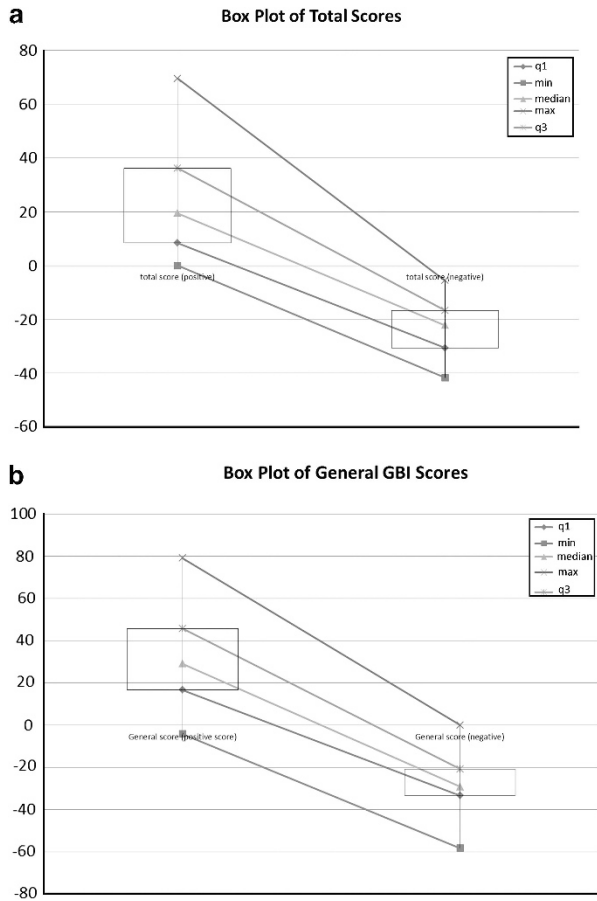 a
Box Plot of Total Scores
80
60
40
20
0
-20
-40
-60
q1
min
median
max
q3
total score (positive)
total score (negative)
b
Box Plot of General GBI Scores
100
80
60
40
20
0
-20
-40
-60
-80
q1
min
median
max
q3
General score (positive score)
General score (negative)